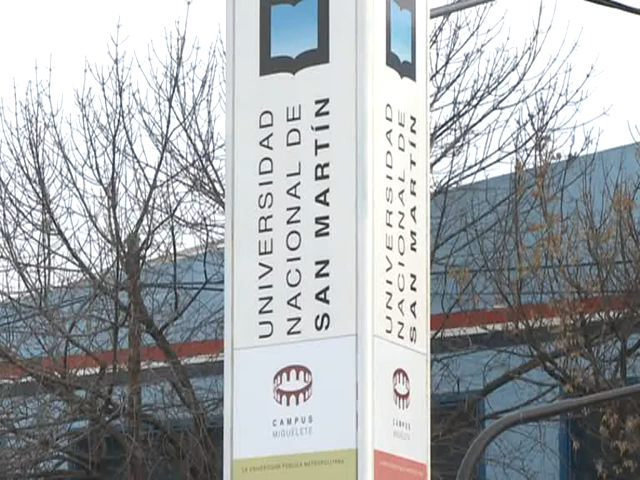 UNIVERSIDAD
NACIONAL DE
SAN MARTÍN
CAMPUS
MIGUELETE
LA UNIVERSIDAD PÚBLICA METROPOLITANA
UNIVERSIDAD
NACIONAL DE
SAN MARTÍN
CAMPUS
MIGUELETE